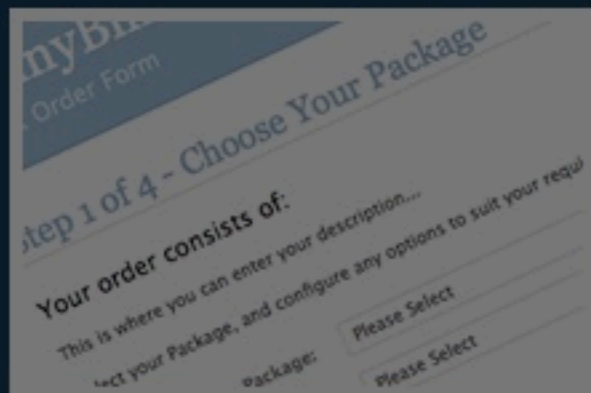 Order Form
Step 1 of 4 - Choose Your Package
Your order consists of:
This is where you can enter your description...
your Package, and configure any options to suit your
Package:
Please Select
Please Select